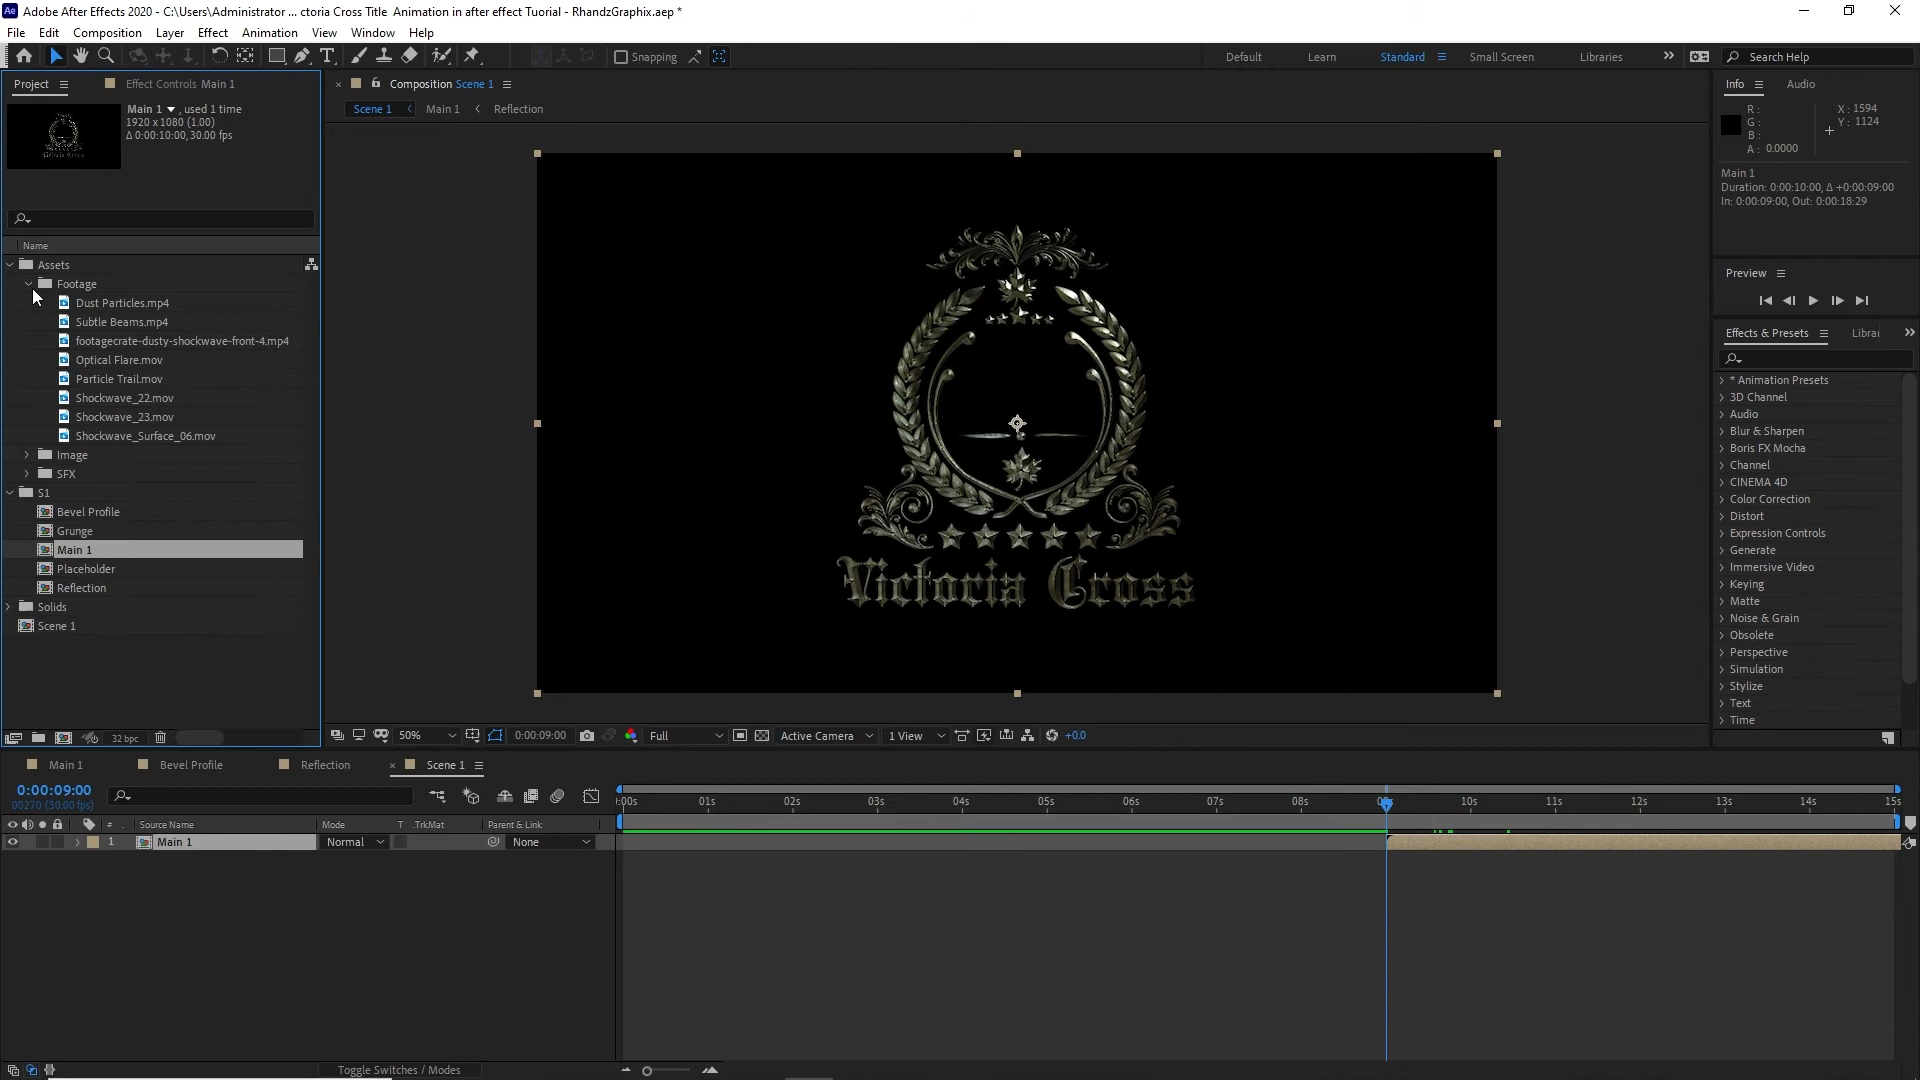 Adobe After Effects 2020 - C:\Users\Administrator ... ctoria Cross Title  Animation in after effect Tuorial - RhandzGraphix.aep *
File Edit Composition Layer Effect Animation View Window Help
Snapping Default Learn Standard Small Screen Libraries Search Help
Project Effect Controls Main 1
Composition Scene 1
Info Audio
Main 1 , used 1 time
1920 x 1080 (1.00)
Δ 0:00:10:00, 30.00 fps
Scene 1 Main 1 Reflection
R:
G:
B:
A: 0.0000
X: 1594
Y: 1124
Main 1
Duration: 0:00:10:00, Δ +0:00:09:00
In: 0:00:09:00, Out: 0:00:18:29
Name
Assets
Footage
Dust Particles.mp4
Subtle Beams.mp4
footagecrate-dusty-shockwave-front-4.mp4
Optical Flare.mov
Particle Trail.mov
Shockwave_22.mov
Shockwave_23.mov
Shockwave_Surface_06.mov
Image
SFX
S1
Bevel Profile
Grunge
Main 1
Placeholder
Reflection
Solids
Scene 1
32 bpc
Victoria Cross
50% 0:00:09:00 Full Active Camera 1 View +0.0
Preview
Effects & Presets Librar
* Animation Presets
3D Channel
Audio
Blur & Sharpen
Boris FX Mocha
Channel
CINEMA 4D
Color Correction
Distort
Expression Controls
Generate
Immersive Video
Keying
Matte
Noise & Grain
Obsolete
Perspective
Simulation
Stylize
Text
Time
Main 1 Bevel Profile Reflection Scene 1
0:00:09:00
00270 (30.00 fps)
:00s 01s 02s 03s 04s 05s 06s 07s 08s 10s 11s 12s 13s 14s 15s
# Source Name Mode T .TrkMat Parent & Link
1 Main 1 Normal None
Toggle Switches / Modes